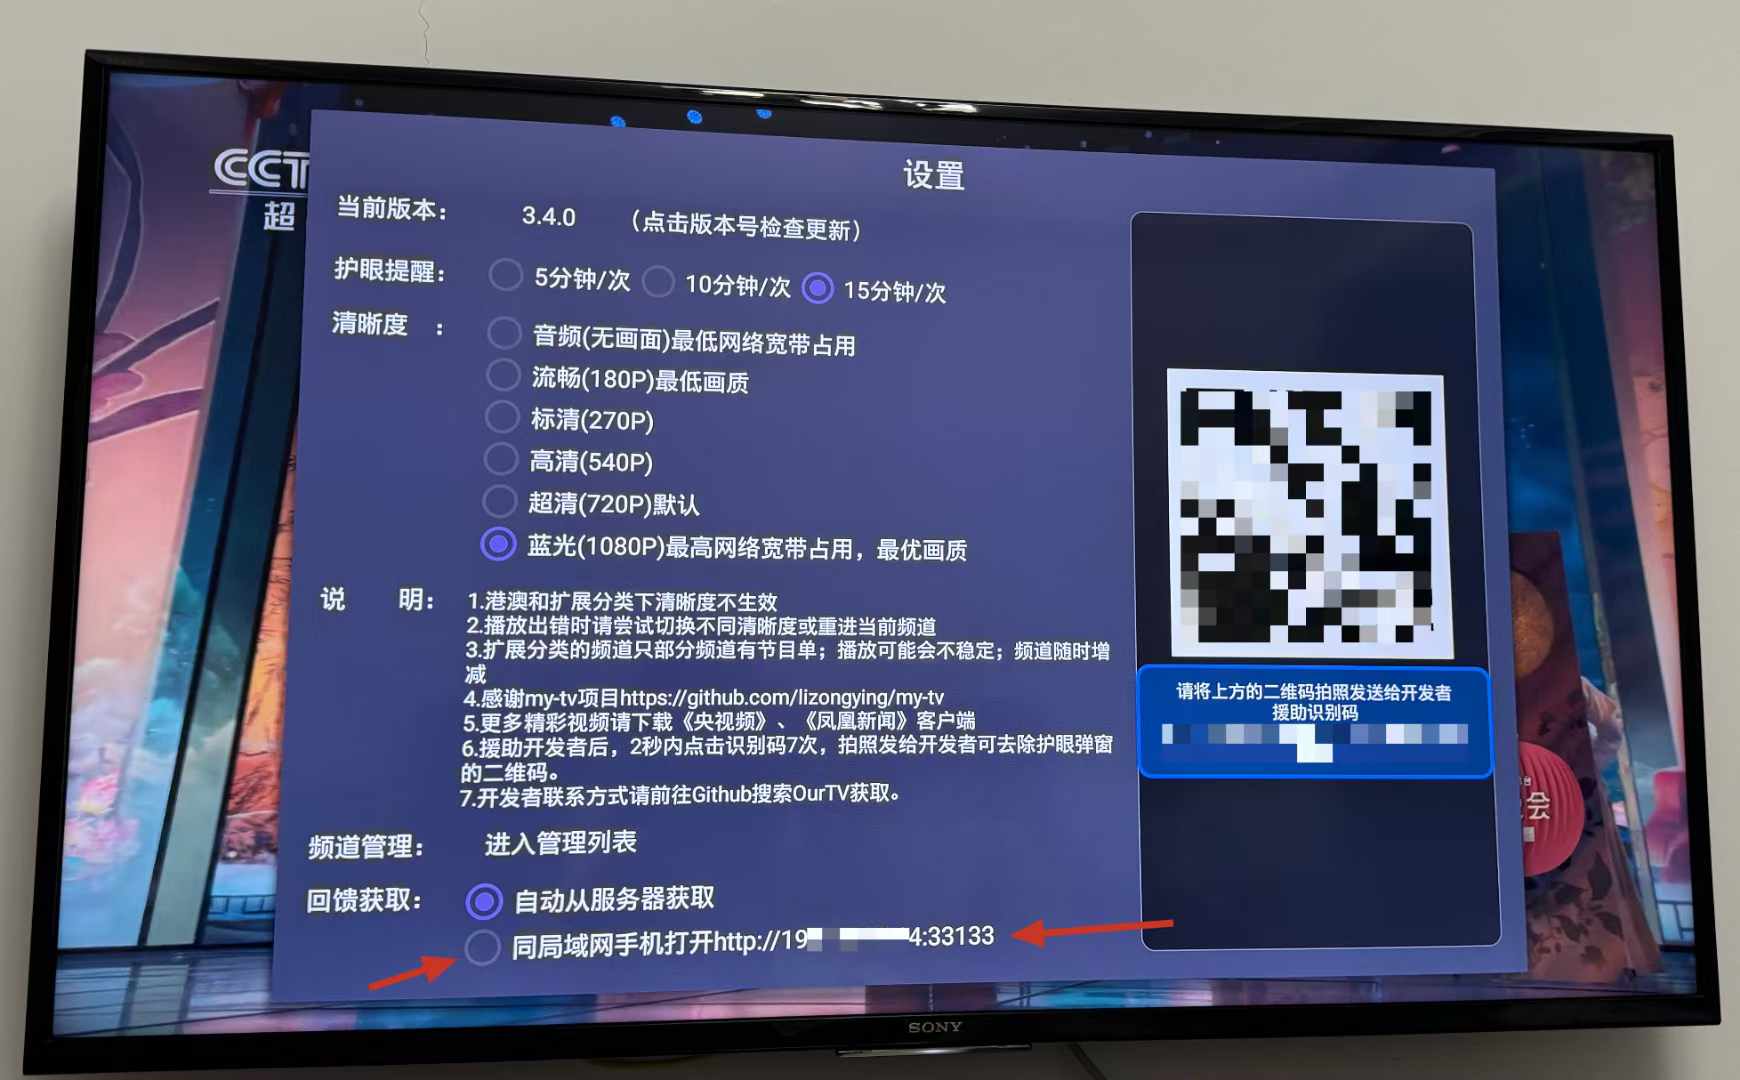 设置
CCT
超
当前版本： 3.4.0 （点击版本号检查更新）
护眼提醒： 5分钟/次 10分钟/次 15分钟/次
清晰度 ： 音频(无画面)最低网络宽带占用
流畅(180P)最低画质
标清(270P)
高清(540P)
超清(720P)默认
蓝光(1080P)最高网络宽带占用，最优画质
说 明： 1.港澳和扩展分类下清晰度不生效
2.播放出错时请尝试切换不同清晰度或重进当前频道
3.扩展分类的频道只部分频道有节目单；播放可能会不稳定；频道随时增
减
4.感谢my-tv项目https://github.com/lizongying/my-tv
5.更多精彩视频请下载《央视频》、《凤凰新闻》客户端
6.援助开发者后，2秒内点击识别码7次，拍照发给开发者可去除护眼弹窗
的二维码。
7.开发者联系方式请前往Github搜索OurTV获取。
频道管理： 进入管理列表
回馈获取： 自动从服务器获取
同局域网手机打开http://19 4:33133
请将上方的二维码拍照发送给开发者
援助识别码
台
会
SONY